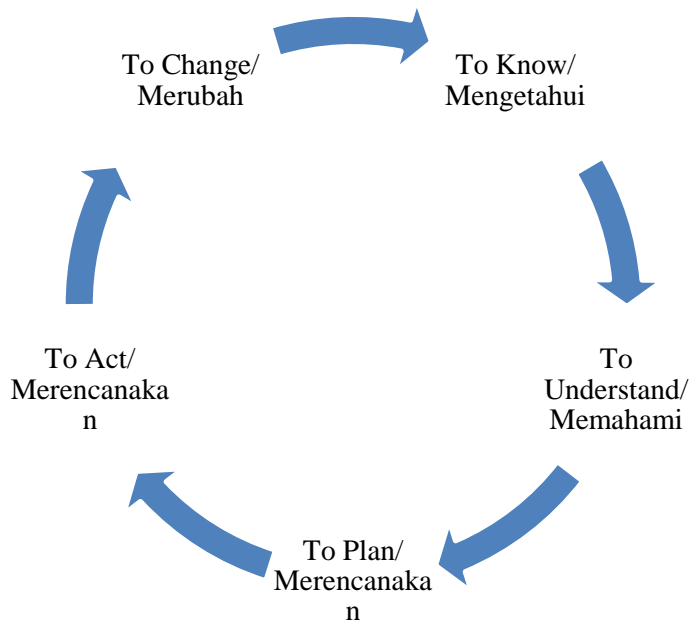 To Change/
Merubah
To Know/
Mengetahui
To
Understand/
Memahami
To Plan/
Merencanaka
n
To Act/
Merencanaka
n